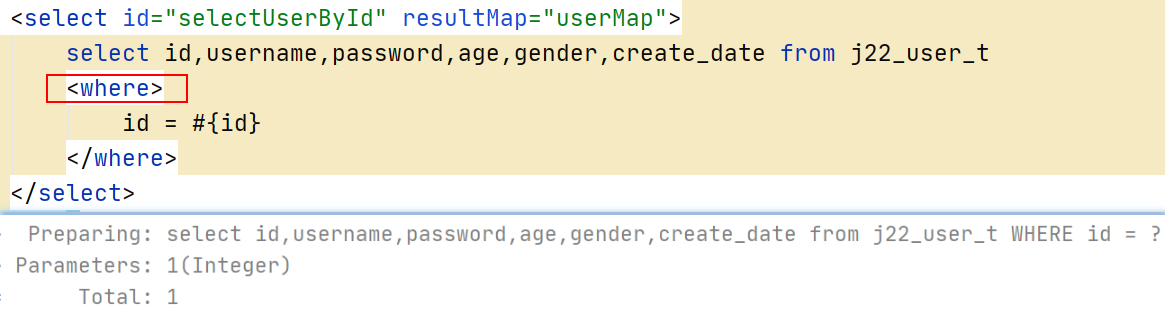 <select id="selectUserById" resultMap="userMap">
select id,username,password,age,gender,create_date from j22_user_t
<where>
id = #{id}
</where>
</select>
Preparing: select id,username,password,age,gender,create_date from j22_user_t WHERE id = ?
Parameters: 1(Integer)
Total: 1